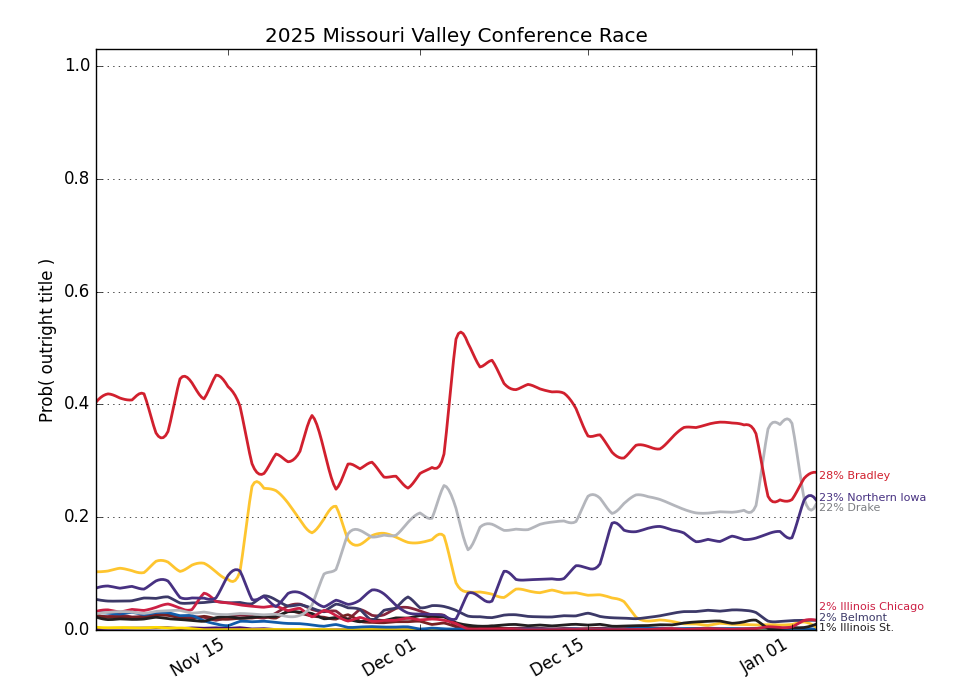 2025 Missouri Valley Conference Race
Prob( outright title )
1.0
0.8
0.6
0.4
0.2
0.0
Nov 15
Dec 01
Dec 15
Jan 01
28% Bradley
23% Northern Iowa
22% Drake
2% Illinois Chicago
2% Belmont
1% Illinois St.